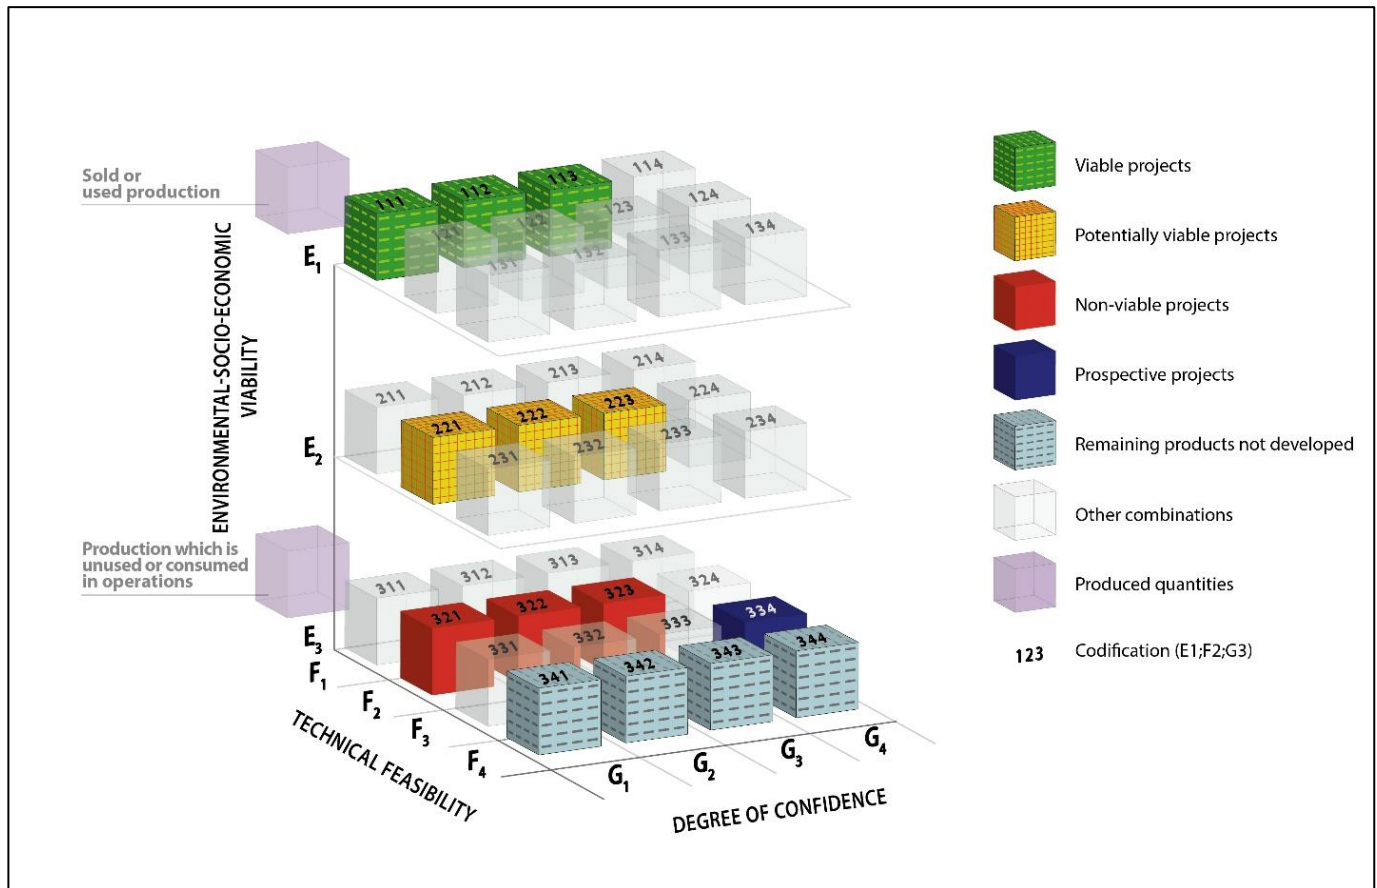 Sold or
used production
ENVIRONMENTAL-SOCIO-ECONOMIC
VIABILITY
E1
111
112
113
114
121
122
123
124
131
132
133
134
E2
211
212
213
214
221
222
223
224
231
232
233
234
Production which is
unused or consumed
in operations
E3
311
312
313
314
321
322
323
324
331
332
333
334
341
342
343
344
F1
F2
F3
F4
TECHNICAL FEASIBILITY
G1
G2
G3
G4
DEGREE OF CONFIDENCE
Viable projects
Potentially viable projects
Non-viable projects
Prospective projects
Remaining products not developed
Other combinations
Produced quantities
123 Codification (E1;F2;G3)